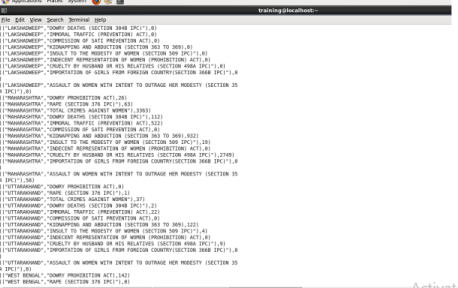 Applications Places System
training@localhost:~
File Edit View Search Terminal Help
("LAKSHADWEEP","DOWRY DEATHS (SECTION 304B IPC)"),0)
("LAKSHADWEEP","IMMORAL TRAFFIC (PREVENTION) ACT),0)
("LAKSHADWEEP","COMMISSION OF SATI PREVENTION ACT),0)
("LAKSHADWEEP","KIDNAPPING AND ABDUCTION (SECTION 363 TO 369),0)
("LAKSHADWEEP","INSULT TO THE MODESTY OF WOMEN (SECTION 509 IPC)"),0)
("LAKSHADWEEP","INDECENT REPRESENTATION OF WOMEN (PROHIBITION) ACT),0)
("LAKSHADWEEP","CRUELTY BY HUSBAND OR HIS RELATIVES (SECTION 498A IPC)"),0)
("LAKSHADWEEP","IMPORTATION OF GIRLS FROM FOREIGN COUNTRY(SECTION 366B IPC)"),0
)
("LAKSHADWEEP","ASSAULT ON WOMEN WITH INTENT TO OUTRAGE HER MODESTY (SECTION 35
4 IPC)"),0)
("MAHARASHTRA","DOWRY PROHIBITION ACT),26)
("MAHARASHTRA","RAPE (SECTION 376 IPC)"),63)
("MAHARASHTRA","TOTAL CRIMES AGAINST WOMEN"),3363)
("MAHARASHTRA","DOWRY DEATHS (SECTION 304B IPC)"),112)
("MAHARASHTRA","IMMORAL TRAFFIC (PREVENTION) ACT),522)
("MAHARASHTRA","COMMISSION OF SATI PREVENTION ACT),0)
("MAHARASHTRA","KIDNAPPING AND ABDUCTION (SECTION 363 TO 369),932)
("MAHARASHTRA","INSULT TO THE MODESTY OF WOMEN (SECTION 509 IPC)"),19)
("MAHARASHTRA","INDECENT REPRESENTATION OF WOMEN (PROHIBITION) ACT),0)
("MAHARASHTRA","CRUELTY BY HUSBAND OR HIS RELATIVES (SECTION 498A IPC)"),2749)
("MAHARASHTRA","IMPORTATION OF GIRLS FROM FOREIGN COUNTRY(SECTION 366B IPC)"),0
)
("MAHARASHTRA","ASSAULT ON WOMEN WITH INTENT TO OUTRAGE HER MODESTY (SECTION 35
4 IPC)"),58)
("UTTARAKHAND","DOWRY PROHIBITION ACT),0)
("UTTARAKHAND","RAPE (SECTION 376 IPC)"),1)
("UTTARAKHAND","TOTAL CRIMES AGAINST WOMEN"),37)
("UTTARAKHAND","DOWRY DEATHS (SECTION 304B IPC)"),2)
("UTTARAKHAND","IMMORAL TRAFFIC (PREVENTION) ACT),22)
("UTTARAKHAND","COMMISSION OF SATI PREVENTION ACT),0)
("UTTARAKHAND","KIDNAPPING AND ABDUCTION (SECTION 363 TO 369),122)
("UTTARAKHAND","INSULT TO THE MODESTY OF WOMEN (SECTION 509 IPC)"),4)
("UTTARAKHAND","INDECENT REPRESENTATION OF WOMEN (PROHIBITION) ACT),0)
("UTTARAKHAND","CRUELTY BY HUSBAND OR HIS RELATIVES (SECTION 498A IPC)"),9)
("UTTARAKHAND","IMPORTATION OF GIRLS FROM FOREIGN COUNTRY(SECTION 366B IPC)"),0
)
("UTTARAKHAND","ASSAULT ON WOMEN WITH INTENT TO OUTRAGE HER MODESTY (SECTION 35
4 IPC)"),0)
("WEST BENGAL","DOWRY PROHIBITION ACT),142)
("WEST BENGAL","RAPE (SECTION 376 IPC)"),0)